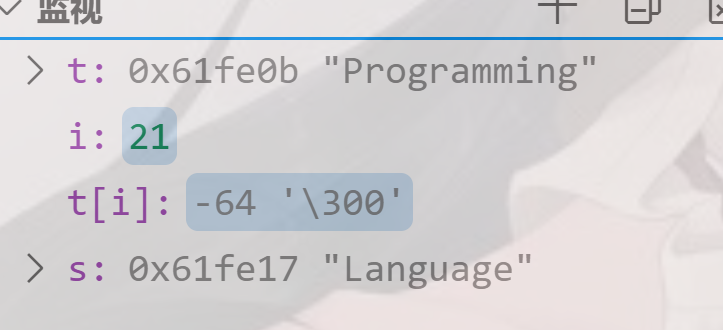 监视
t: 0x61fe0b "Programming"
i: 21
t[i]: -64 '\300'
s: 0x61fe17 "Language"